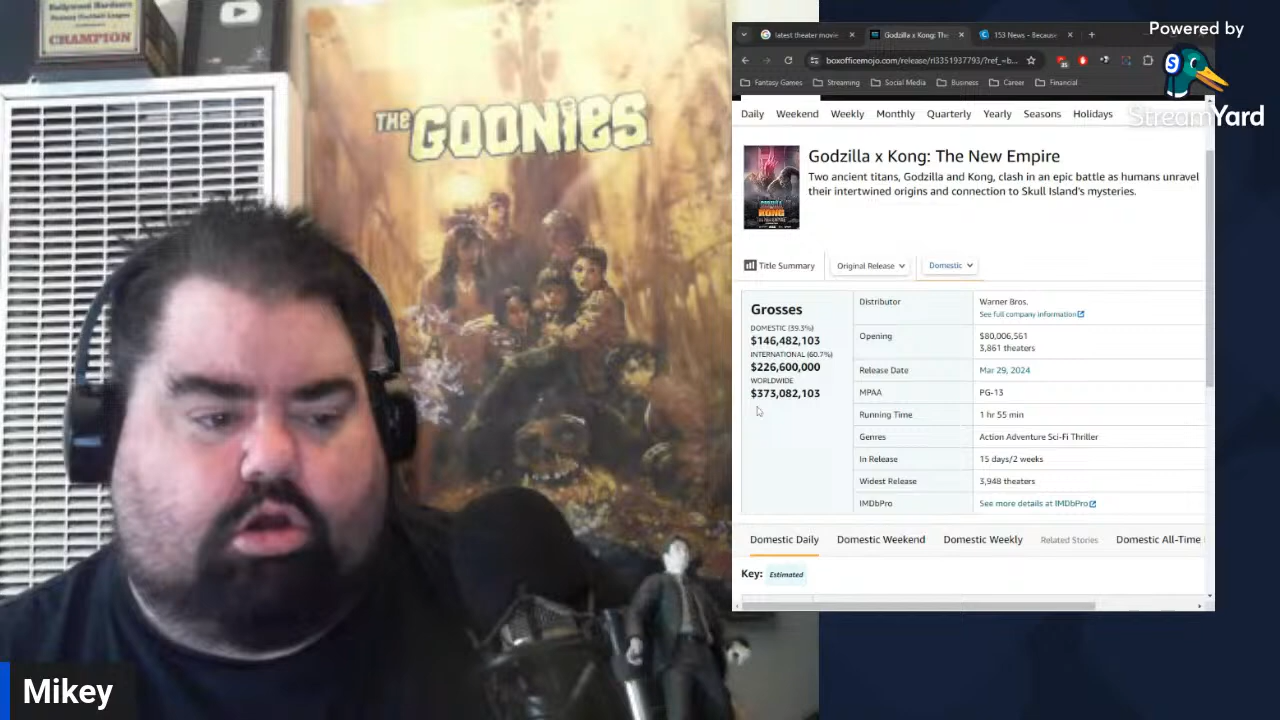 Hollywood Hardcore
Fantasy Football League
CHAMPION
THE GOONIES
Mikey
Powered by
StreamYard
latest theater movie
Godzilla x Kong: The
153 News - Because
boxofficemojo.com/release/rl3351937793/?ref_=b...
Fantasy Games Streaming Social Media Business Career Financial
Daily Weekend Weekly Monthly Quarterly Yearly Seasons Holidays
Godzilla x Kong: The New Empire
Two ancient titans, Godzilla and Kong, clash in an epic battle as humans unravel
their intertwined origins and connection to Skull Island's mysteries.
Title Summary Original Release Domestic
Grosses
DOMESTIC (39.3%)
$146,482,103
INTERNATIONAL (60.7%)
$226,600,000
WORLDWIDE
$373,082,103
Distributor Warner Bros.
See full company information
Opening $80,006,561
3,861 theaters
Release Date Mar 29, 2024
MPAA PG-13
Running Time 1 hr 55 min
Genres Action Adventure Sci-Fi Thriller
In Release 15 days/2 weeks
Widest Release 3,948 theaters
IMDbPro See more details at IMDbPro
Domestic Daily Domestic Weekend Domestic Weekly Related Stories Domestic All-Time
Key: Estimated